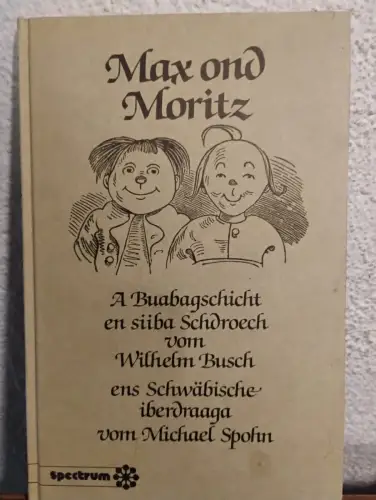 Max ond
Moritz
A Buabagschicht
en siiba Schdroech
vom
Wilhelm Busch
ens Schwäbische
iberdraaga
vom Michael Spohn
spectrum